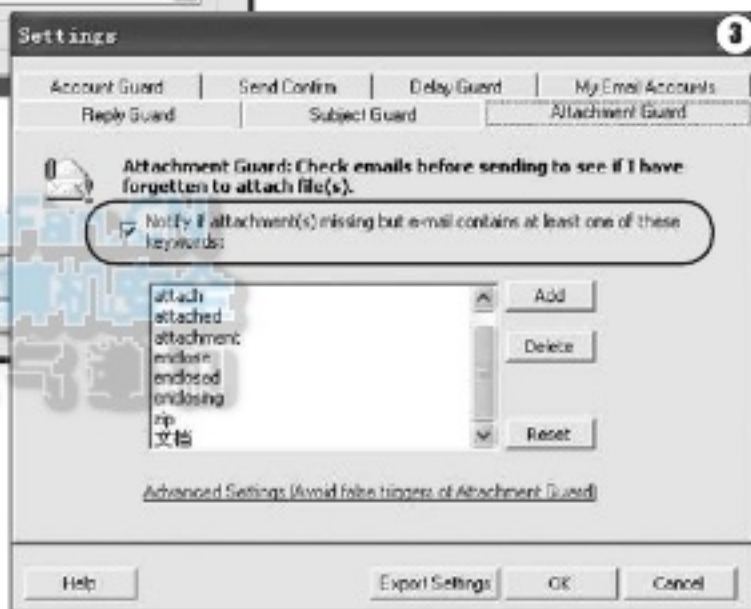 Settings
3
Account Guard
Send Confirm
Delay Guard
My Email Accounts
Reply Guard
Subject Guard
Attachment Guard
Attachment Guard: Check emails before sending to see if I have
forgetten to attach file(s).
Notify if attachment(s) missing but e-mail contains at least one of these
keywords:
attach
attached
attachment
enclose
enclosed
enclosing
zip
文档
Add
Delete
Reset
Advanced Settings (Avoid false triggers of Attachment Guard)
Help
Export Settings
OK
Cancel